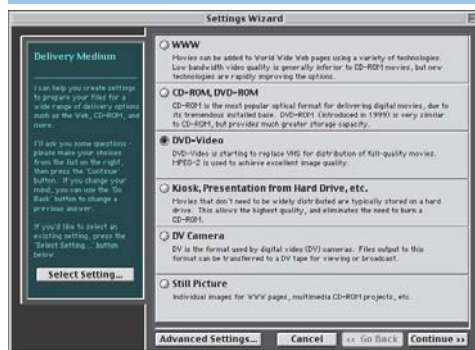 Settings Wizard
Delivery Medium
I can help you create settings
to prepare your files for a
wide range of delivery options
such as the Web, CD-ROM, and
more.
I'll ask you some questions -
please make your choices
from the list on the right,
then press the 'Continue'
button. If you change your
mind, you can use the 'Go
Back' button to change a
previous answer.
If you'd like to select an
existing setting, press the
'Select Setting...' button
below.
Select Setting...
WWW
Movies can be added to World Wide Web pages using a variety of technologies.
Low bandwidth video quality is generally inferior to CD-ROM movies, but new
technologies are rapidly improving the options.
CD-ROM, DVD-ROM
CD-ROM is the most popular optical format for delivering digital movies, due to
its tremendous installed base. DVD-ROM (introduced in 1999) is very similar
to CD-ROM, but provides much greater storage capacity.
DVD-Video
DVD-Video is starting to replace VHS for distribution of full-quality movies.
MPEG-2 is used to achieve excellent image quality.
Kiosk, Presentation from Hard Drive, etc.
Movies that don't need to be widely distributed are typically stored on a hard
drive. This allows the highest quality, and eliminates the need to burn a
CD-ROM.
DV Camera
DV is the format used by digital video (DV) cameras. Files output to this
format can be transferred to a DV tape for viewing or broadcast.
Still Picture
Individual images for WWW pages, multimedia CD-ROM projects, etc.
Advanced Settings... Cancel << Go Back Continue >>